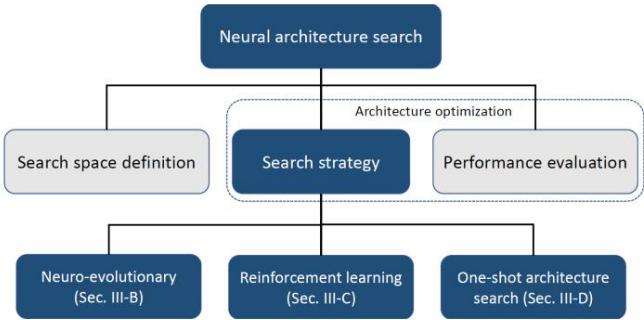 Neural architecture search
Architecture optimization
Search space definition
Search strategy
Performance evaluation
Neuro-evolutionary
(Sec. III-B)
Reinforcement learning
(Sec. III-C)
One-shot architecture
search (Sec. III-D)